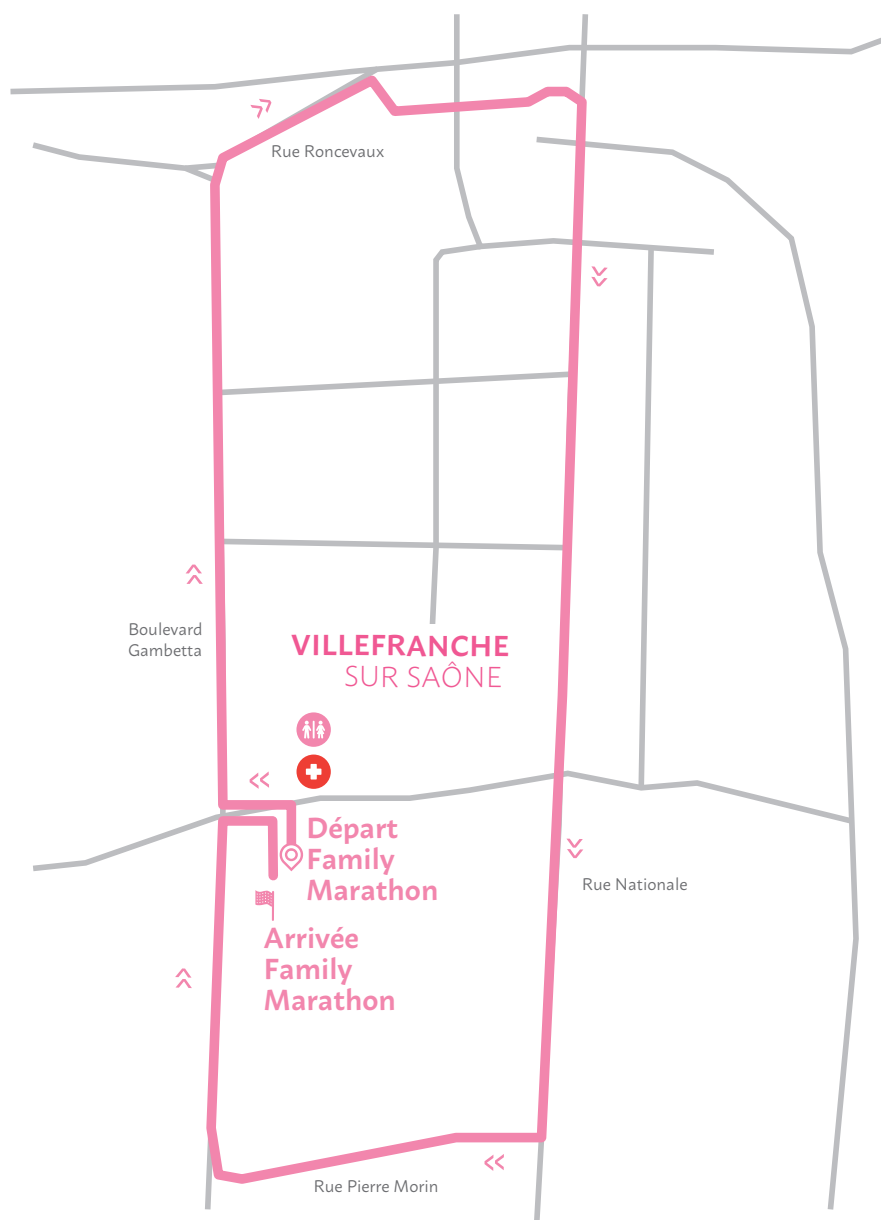 Rue Roncevaux
Boulevard
Gambetta
VILLEFRANCHE
SUR SAÔNE
Départ
Family
Marathon
Rue Nationale
Arrivée
Family
Marathon
Rue Pierre Morin